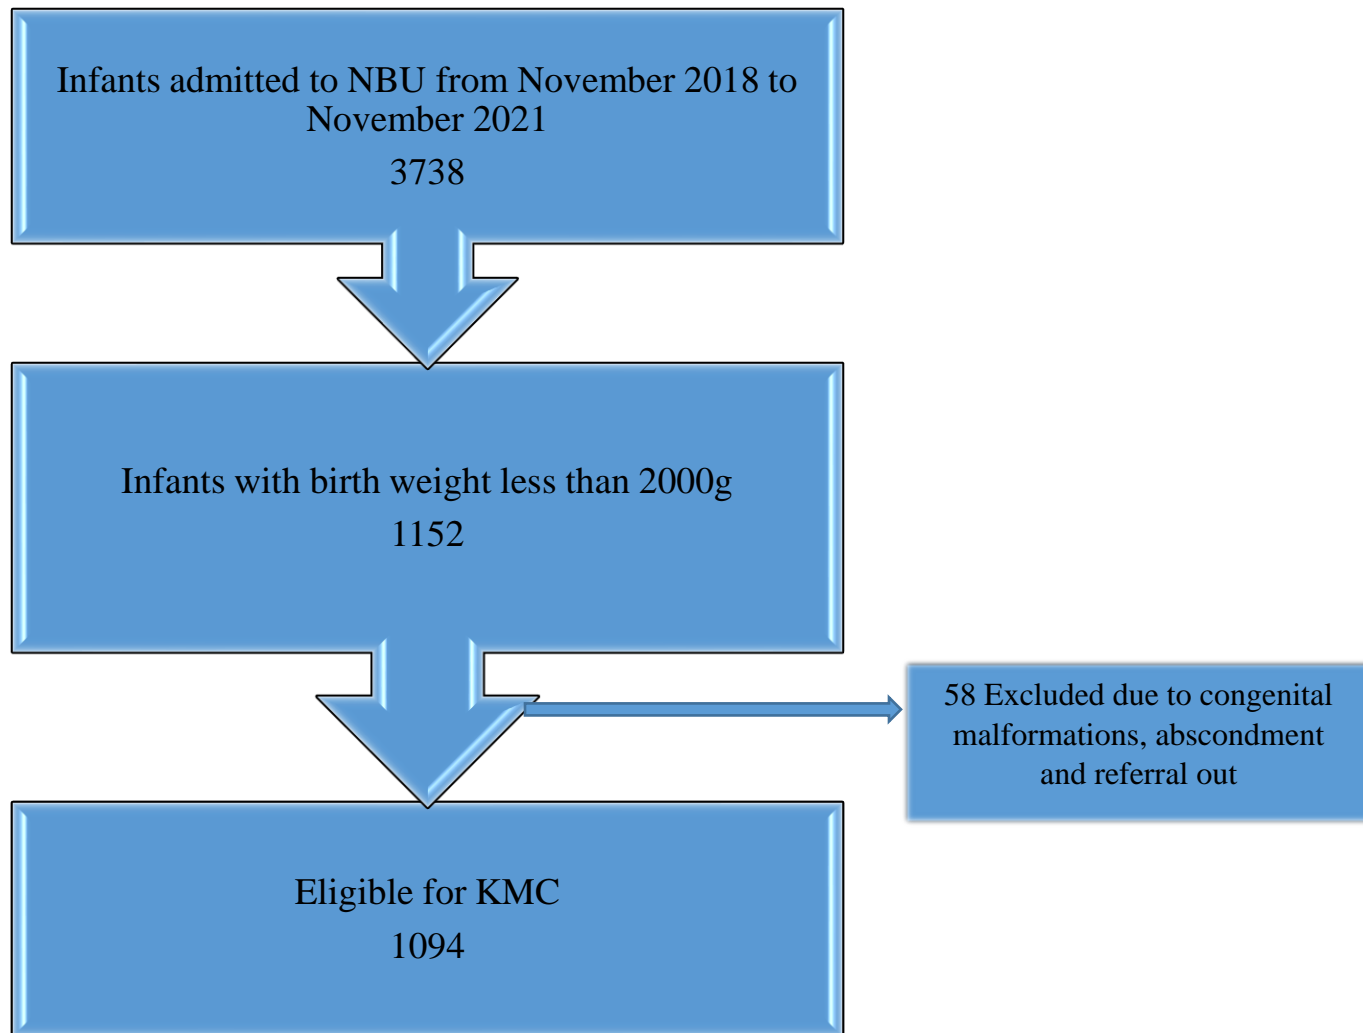 Infants admitted to NBU from November 2018 to
November 2021
3738
Infants with birth weight less than 2000g
1152
58 Excluded due to congenital
malformations, abscondment
and referral out
Eligible for KMC
1094